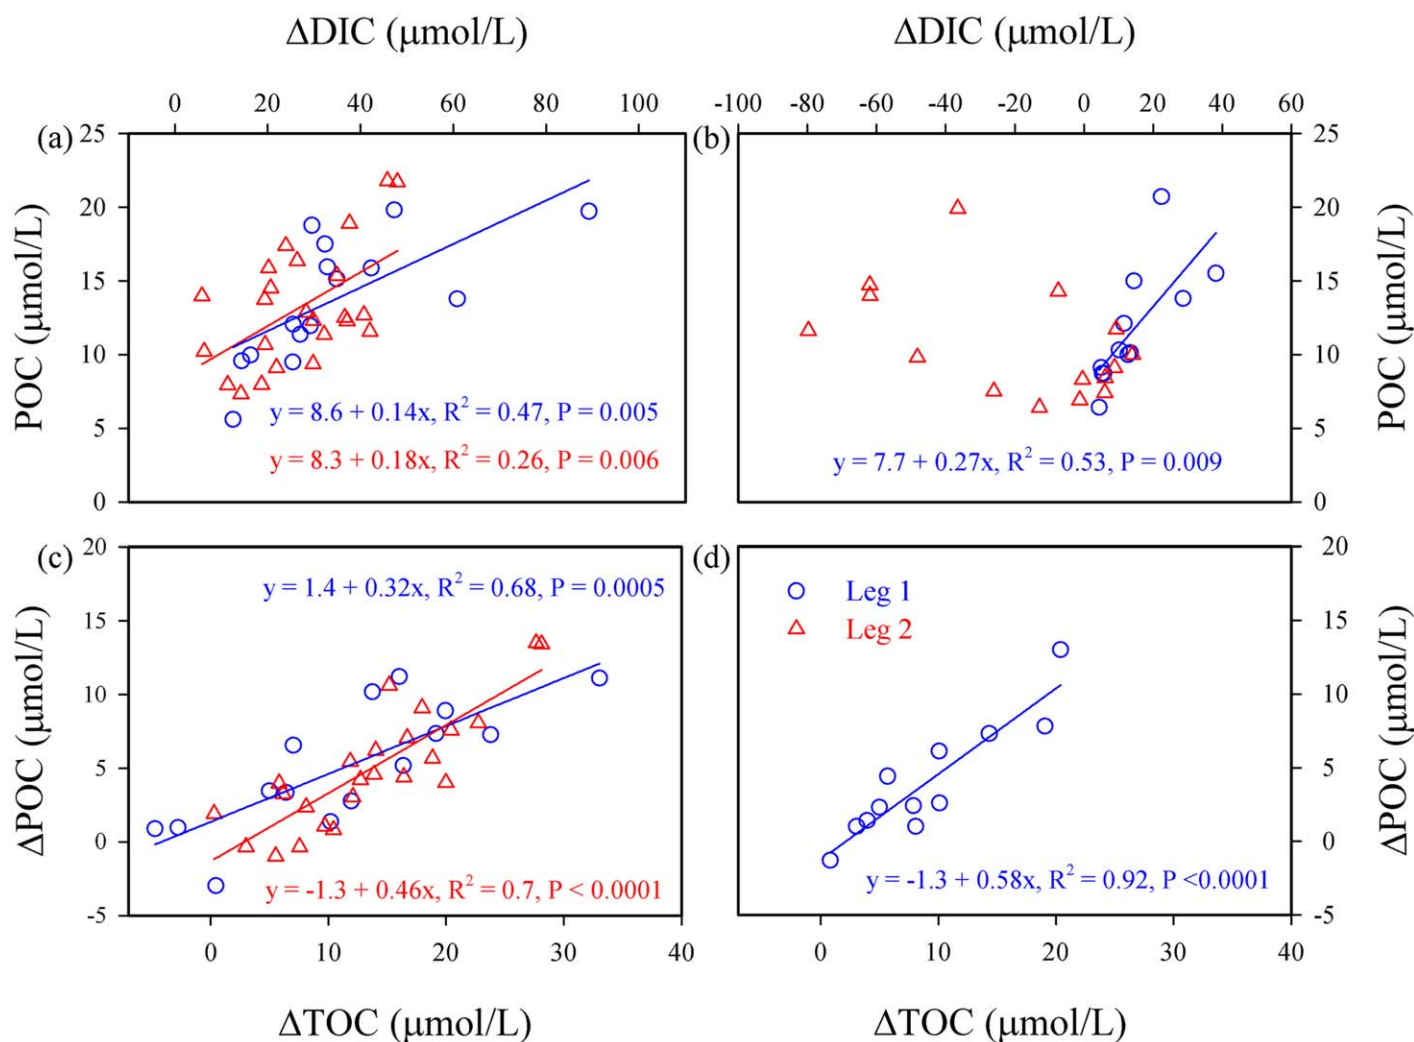 ΔDIC (μmol/L)
ΔDIC (μmol/L)
0 20 40 60 80 100
-100 -80 -60 -40 -20 0 20 40 60
(a)
(b)
POC (μmol/L)
25
20
15
10
5
0
y = 8.6 + 0.14x, R² = 0.47, P = 0.005
y = 8.3 + 0.18x, R² = 0.26, P = 0.006
y = 7.7 + 0.27x, R² = 0.53, P = 0.009
25
20
15
10
5
0
POC (μmol/L)
(c)
(d)
ΔPOC (μmol/L)
20
15
10
5
0
-5
y = 1.4 + 0.32x, R² = 0.68, P = 0.0005
y = -1.3 + 0.46x, R² = 0.7, P < 0.0001
Leg 1
Leg 2
y = -1.3 + 0.58x, R² = 0.92, P <0.0001
20
15
10
5
0
-5
ΔPOC (μmol/L)
0 10 20 30 40
0 10 20 30 40
ΔTOC (μmol/L)
ΔTOC (μmol/L)